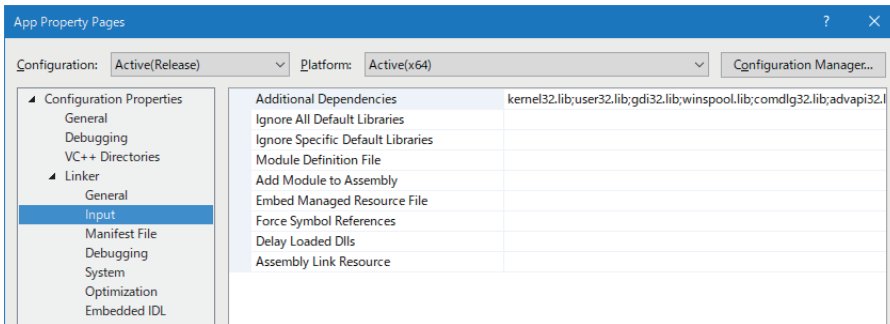 App Property Pages ? ×
Configuration: Active(Release) Platform: Active(x64) Configuration Manager...
Configuration Properties
General
Debugging
VC++ Directories
Linker
General
Input
Manifest File
Debugging
System
Optimization
Embedded IDL
Additional Dependencies kernel32.lib;user32.lib;gdi32.lib;winspool.lib;comdlg32.lib;advapi32.l
Ignore All Default Libraries
Ignore Specific Default Libraries
Module Definition File
Add Module to Assembly
Embed Managed Resource File
Force Symbol References
Delay Loaded Dlls
Assembly Link Resource